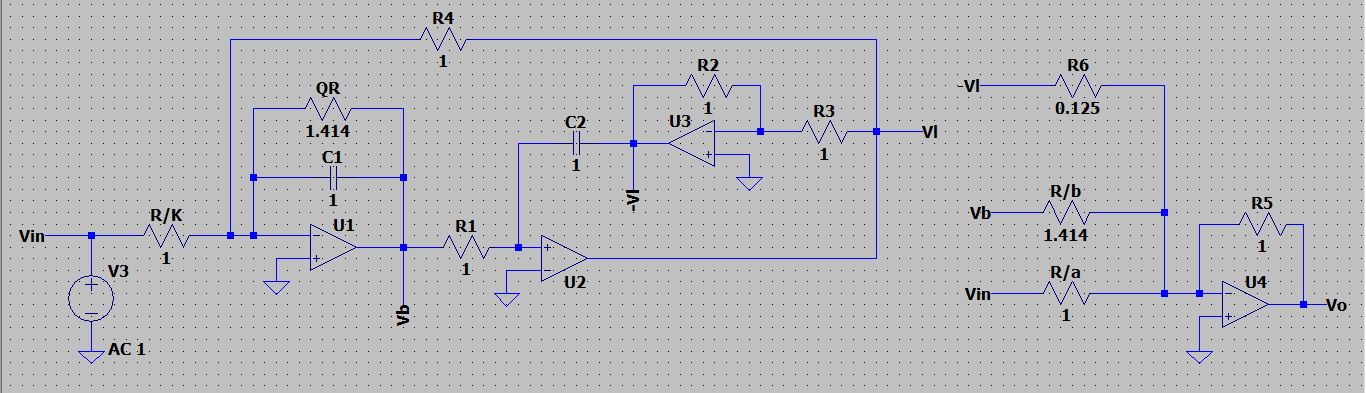 R4
1
QR
1.414
C1
1
R/K
1
Vin
U1
V3
AC 1
Vb
R1
1
C2
1
U2
R2
1
U3
R3
1
Vl
-Vl
-Vl
R6
0.125
Vb
R/b
1.414
Vin
R/a
1
R5
1
U4
Vo